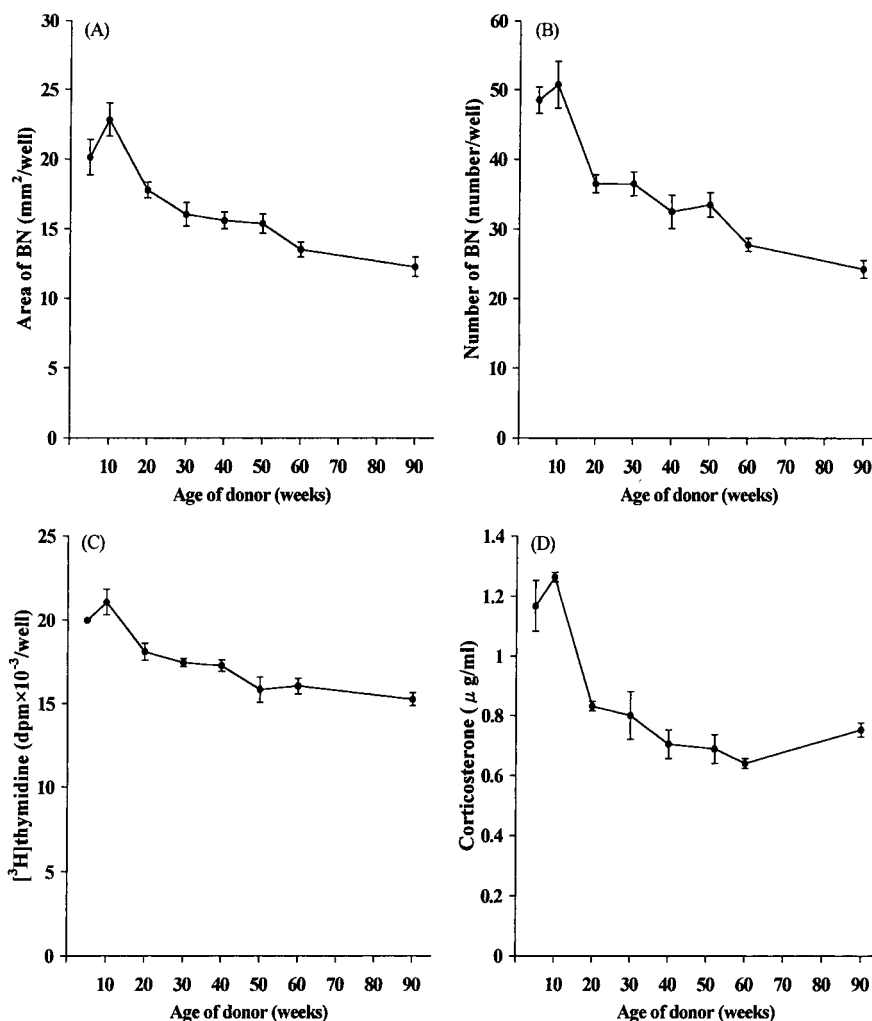 (A)
Area of BN (mm²/well)
30
25
20
15
10
5
0
10 20 30 40 50 60 70 80 90
Age of donor (weeks)
(B)
Number of BN (number/well)
60
50
40
30
20
10
0
10 20 30 40 50 60 70 80 90
Age of donor (weeks)
(C)
[³H]thymidine (dpm×10⁻³/well)
25
20
15
10
5
0
10 20 30 40 50 60 70 80 90
Age of donor (weeks)
(D)
Corticosterone ( μ g/ml)
1.4
1.2
1
0.8
0.6
0.4
0.2
0
10 20 30 40 50 60 70 80 90
Age of donor (weeks)